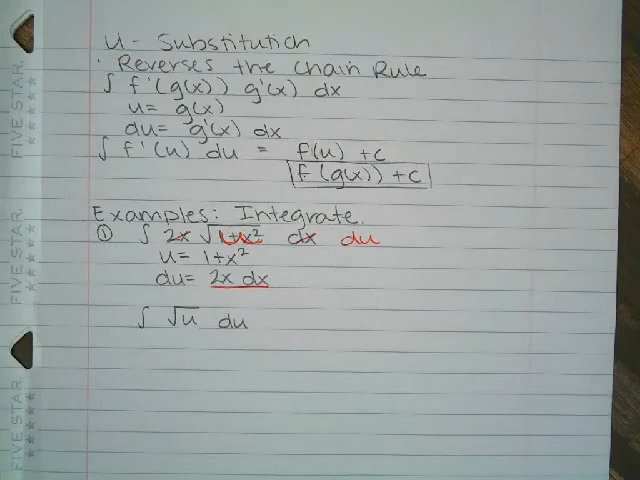 U - Substitution
· Reverses the Chain Rule
∫ f'(g(x)) g'(x) dx
u = g(x)
du = g'(x) dx
∫ f'(u) du = f(u) + c
f(g(x)) + c
Examples: Integrate.
① ∫ 2x √1+x² dx du
u = 1+x²
du = 2x dx
∫ √u du
FIVE STAR
FIVE STAR
FIVE STAR